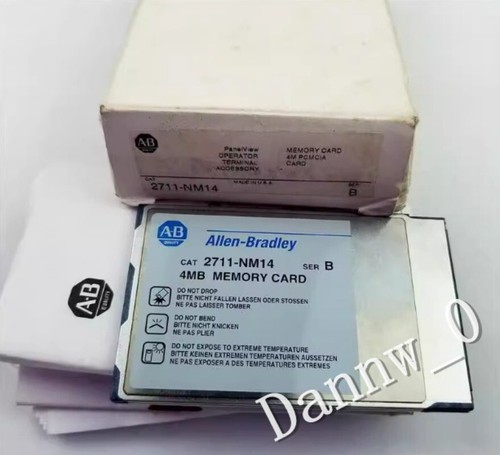 AB
PanelView
OPERATOR
TERMINAL
ACCESSORY
MEMORY CARD
4M PCMCIA
CARD
CAT
2711-NM14
MADE IN U.S.A.
B
A-B
QUALITY
Allen-Bradley
CAT 2711-NM14 SER B
4MB MEMORY CARD
DO NOT DROP
BITTE NICHT FALLEN LASSEN ODER STOSSEN
NE PAS LAISSER TOMBER
DO NOT BEND
BITTE NICHT KNICKEN
NE PAS PLIER
DO NOT EXPOSE TO EXTREME TEMPERATURE
BITTE KEINEN EXTREMEN TEMPERATUREN AUSSETZEN
NE PAS EXPOSER A DES TEMPERATURES EXTREMES
A-B
QUALITY
Dannw_0